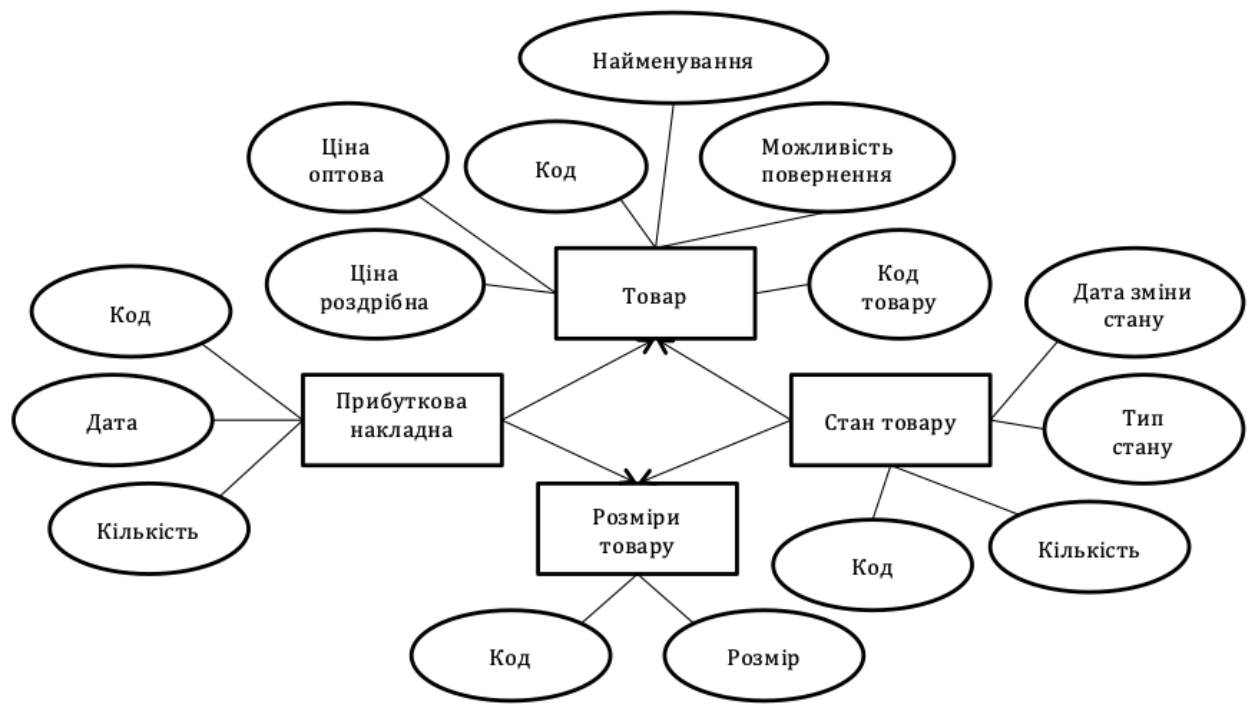 Найменування
Ціна
оптова
Код
Можливість
повернення
Ціна
роздрібна
Товар
Код
товару
Код
Дата зміни
стану
Дата
Прибуткова
накладна
Стан товару
Тип
стану
Кількість
Розміри
товару
Код
Кількість
Код
Розмір